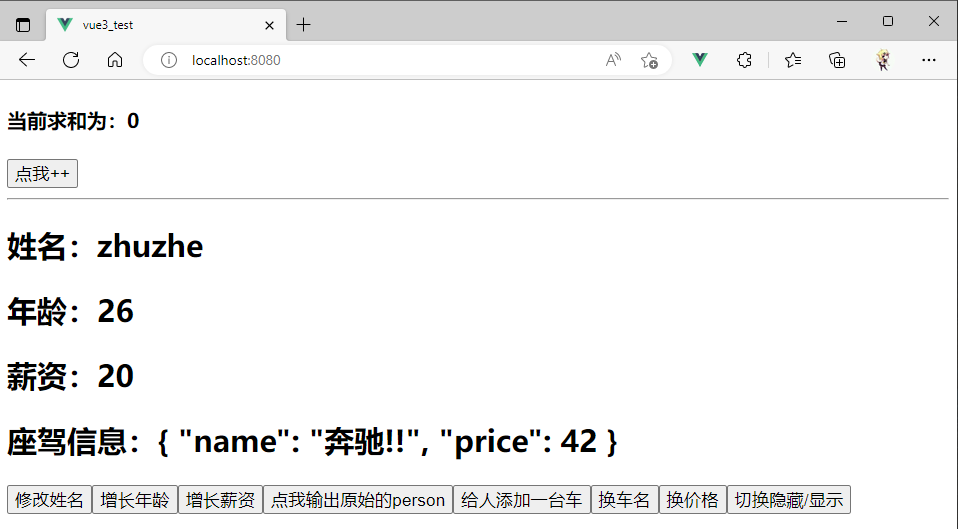 vue3_test
localhost:8080
当前求和为：0
点我++
姓名：zhuzhe
年龄：26
薪资：20
座驾信息：{ "name": "奔驰!!", "price": 42 }
修改姓名 增长年龄 增长薪资 点我输出原始的person 给人添加一台车 换车名 换价格 切换隐藏/显示